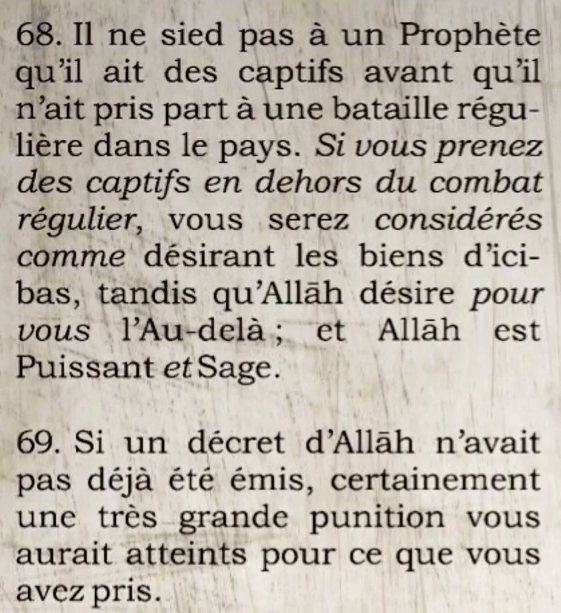 68. Il ne sied pas à un Prophète
qu'il ait des captifs avant qu'il
n'ait pris part à une bataille régu-
lière dans le pays. Si vous prenez
des captifs en dehors du combat
régulier, vous serez considérés
comme désirant les biens d'ici-
bas, tandis qu'Allāh désire pour
vous l'Au-delà ; et Allāh est
Puissant et Sage.

69. Si un décret d'Allāh n'avait
pas déjà été émis, certainement
une très grande punition vous
aurait atteints pour ce que vous
avez pris.